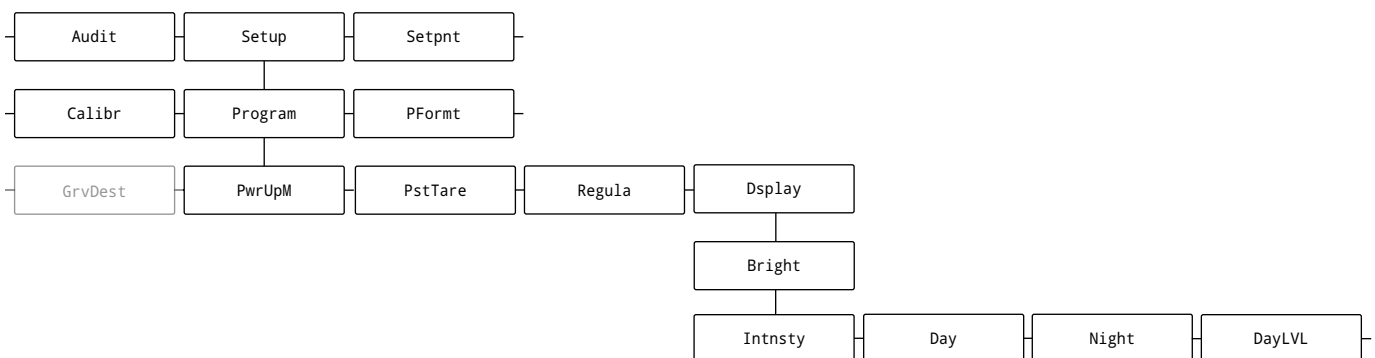 Audit Setup Setpnt
Calibr Program PFormt
GrvDest PwrUpM PstTare Regula Dsplay
Bright
Intnsty Day Night DayLVL